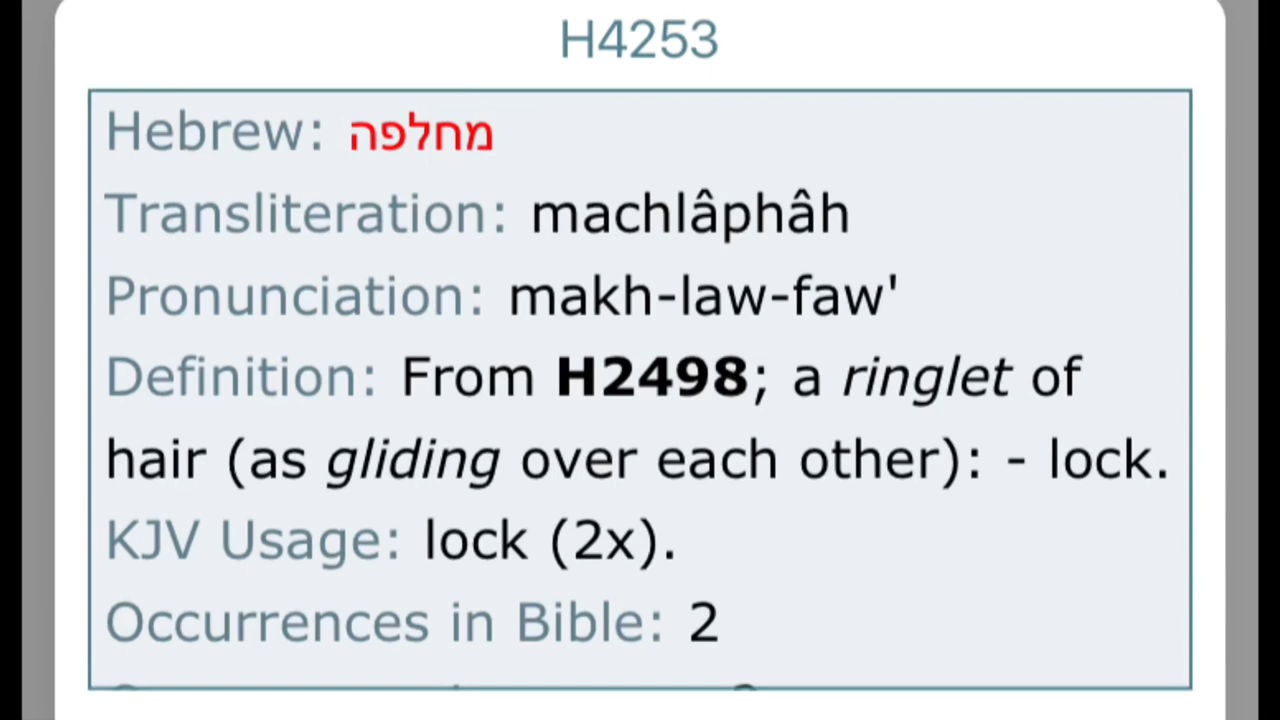 H4253
Hebrew: מחלפה
Transliteration: machlâphâh
Pronunciation: makh-law-faw'
Definition: From H2498; a ringlet of
hair (as gliding over each other): - lock.
KJV Usage: lock (2x).
Occurrences in Bible: 2